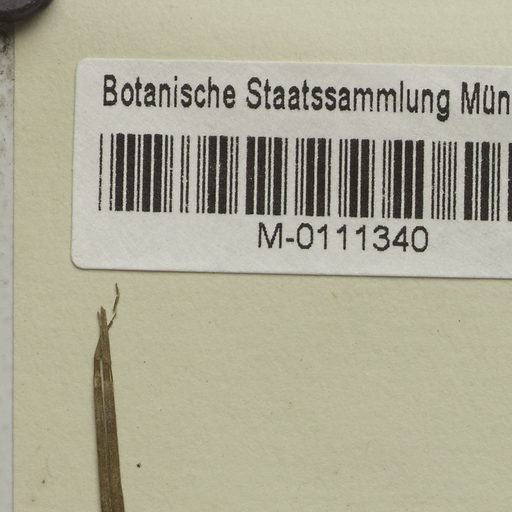 Botanische Staatssammlung Mün
M-0111340